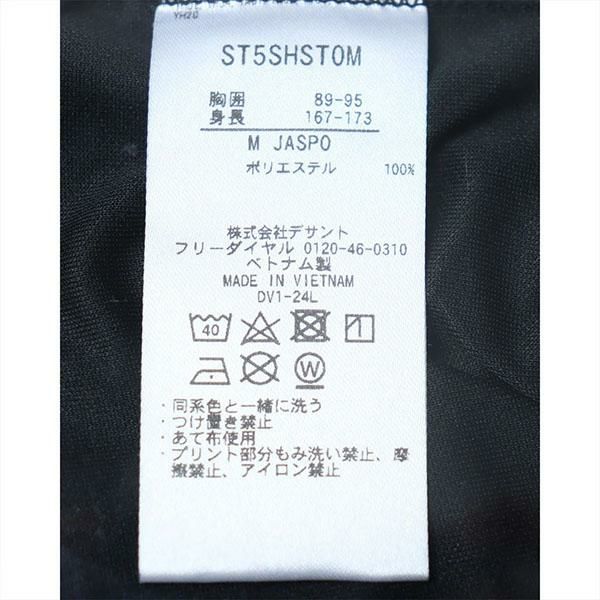 YH20
ST5SHST0M
胸囲 89-95
身長 167-173
M JASPO
ポリエステル 100%
株式会社デサント
フリーダイヤル 0120-46-0310
ベトナム製
MADE IN VIETNAM
DV1-24L
40
W
・同系色と一緒に洗う
・つけ置き禁止
・あて布使用
・プリント部分もみ洗い禁止、摩
擦禁止、アイロン禁止